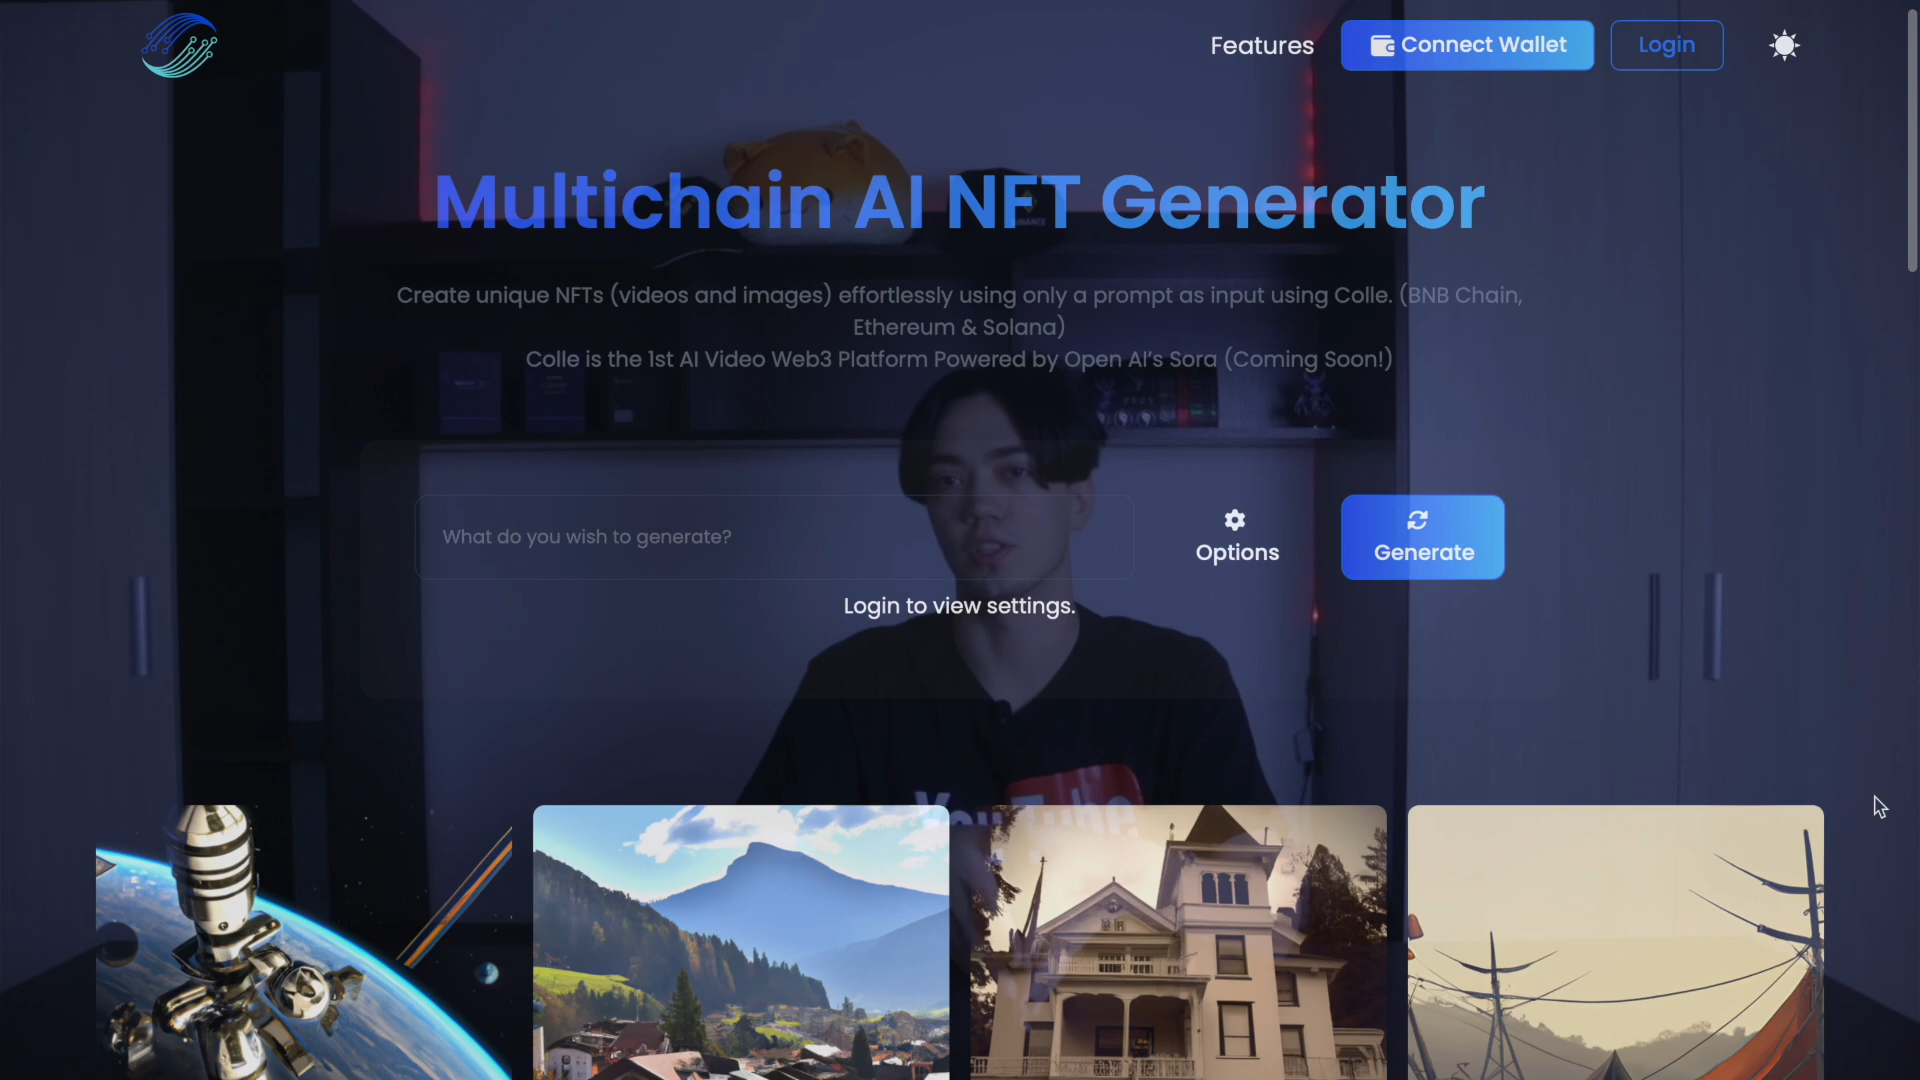 Features
Connect Wallet
Login
Multichain AI NFT Generator
Create unique NFTs (videos and images) effortlessly using only a prompt as input using Colle. (BNB Chain,
Ethereum & Solana)
Colle is the 1st AI Video Web3 Platform Powered by Open AI's Sora (Coming Soon!)
What do you wish to generate?
Options
Generate
Login to view settings.
YouTube